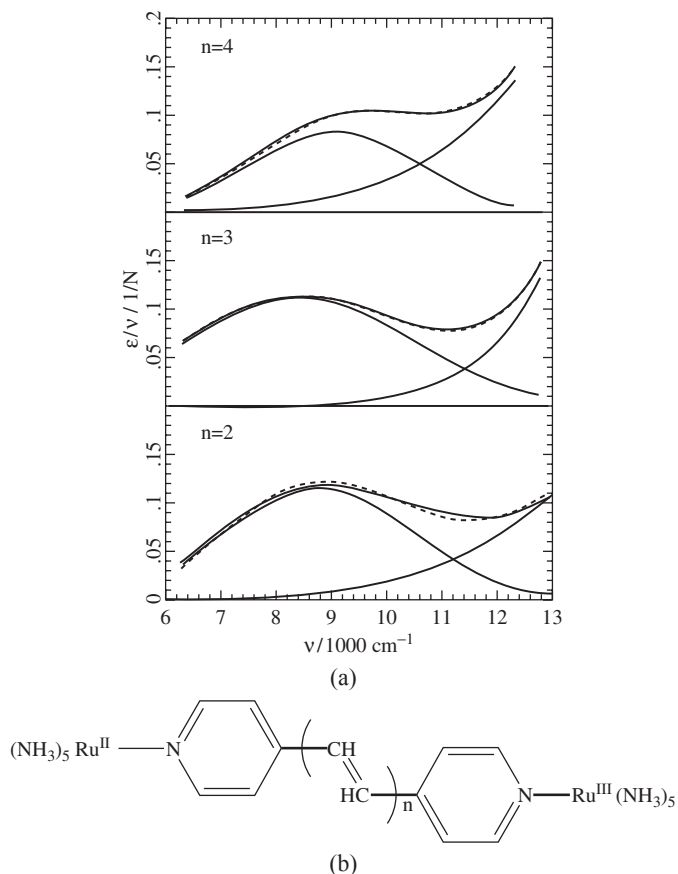 .2
n=4
.15
.1
.05
n=3
.15
ε/ν / 1/N
.1
.05
n=2
.15
.1
.05
0
6 7 8 9 10 11 12 13
ν/1000 cm⁻¹
(a)
(NH₃)₅ Ruᴵᴵ N CH HC n N Ruᴵᴵᴵ (NH₃)₅
(b)